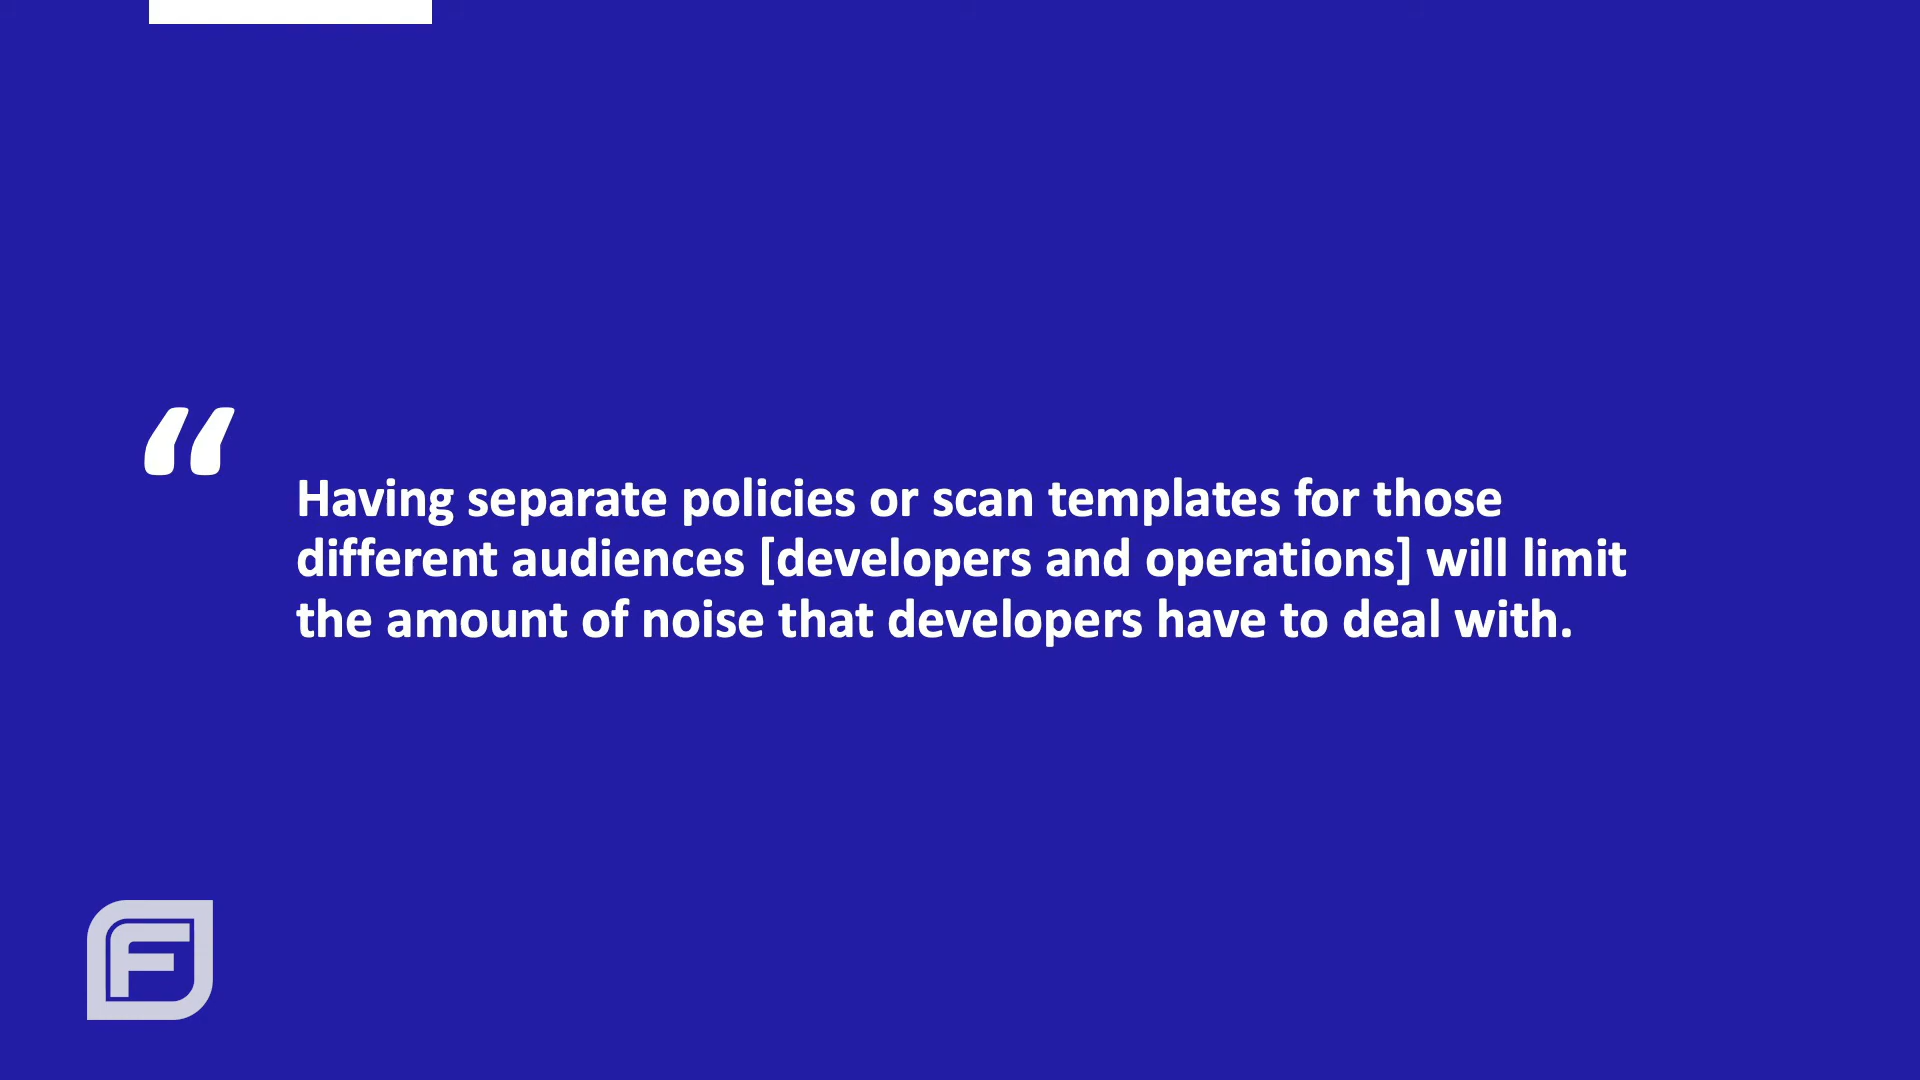 “
Having separate policies or scan templates for those
different audiences [developers and operations] will limit
the amount of noise that developers have to deal with.
F